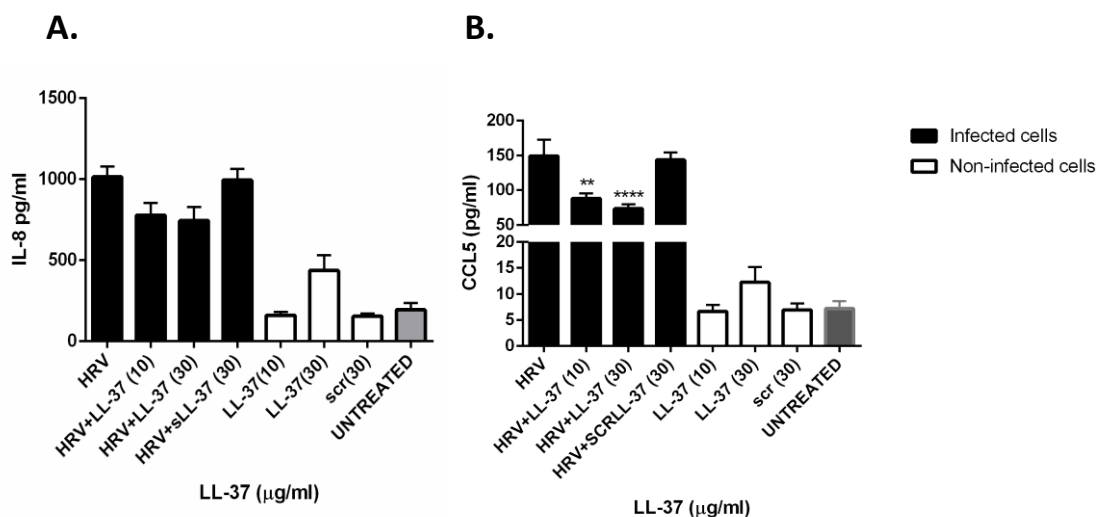 A.
B.
1500
1000
500
0
IL-8 pg/ml
HRV
HRV+LL-37 (10)
HRV+LL-37 (30)
HRV+sLL-37 (30)
LL-37(10)
LL-37(30)
scr(30)
UNTREATED
LL-37 (μg/ml)
200
150
100
50
20
15
10
5
0
CCL5 (pg/ml)
**
****
HRV
HRV+LL-37 (10)
HRV+LL-37 (30)
HRV+SCRLL-37 (30)
LL-37 (10)
LL-37 (30)
scr (30)
UNTREATED
LL-37 (μg/ml)
Infected cells
Non-infected cells